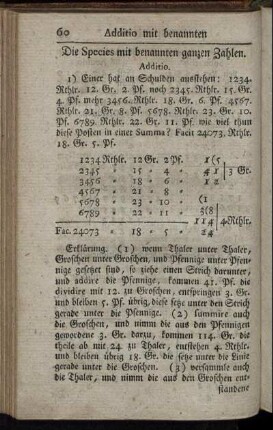 60 Additio mit benannten
Die Species mit benannten ganzen Zahlen.
Additio.
1) Einer hat an Schulden ausstehen: 1234.
Rthlr. 12. Gr. 2. Pf. noch 2345. Rthlr. 15. Gr.
4. Pf. mehr 3456. Rthlr. 18. Gr. 6. Pf. 4567.
Rthlr. 21. Gr. 8. Pf. 5678. Rthlr. 23. Gr. 10.
Pf. 6789. Rthlr. 22. Gr. 11. Pf. wie viel thun
diese Posten in einer Summa? Facit 24073. Rthlr.
18. Gr. 5. Pf.
1234 Rthlr. 12 Gr. 2 Pf.
2345 " 15 " 4 " 3 Gr.
3456 " 18 " 6 "
4567 " 21 " 8 "
5678 " 23 " 10 " (1
6789 " 22 " 11 " 5(8
114 4 Rthlr.
Fac. 24073 " 18 " 5 " 24
Erklärung. (1) wenn Thaler unter Thaler,
Groschen unter Groschen, und Pfennige unter Pfen-
nige gesetzt sind, so ziehe einen Strich darunter,
und addire die Pfennige, kommen 41. Pf. die
dividire mit 12. zu Groschen, entspringen 3. Gr.
und bleiben 5. Pf. übrig, diese setz unter den Strich
gerade unter die Pfennige. (2) summire auch
die Groschen, und nimm die aus den Pfennigen
gewordene 3. Gr. darzu, kommen 114. Gr. die
theile ab mit 24. zu Thaler, entstehen 4. Rthlr.
und bleiben übrig 18. Gr. die setze unter die Linie
gerade unter die Groschen. (3) versammle auch
die Thaler, und nimm die aus den Groschen ent-
standene